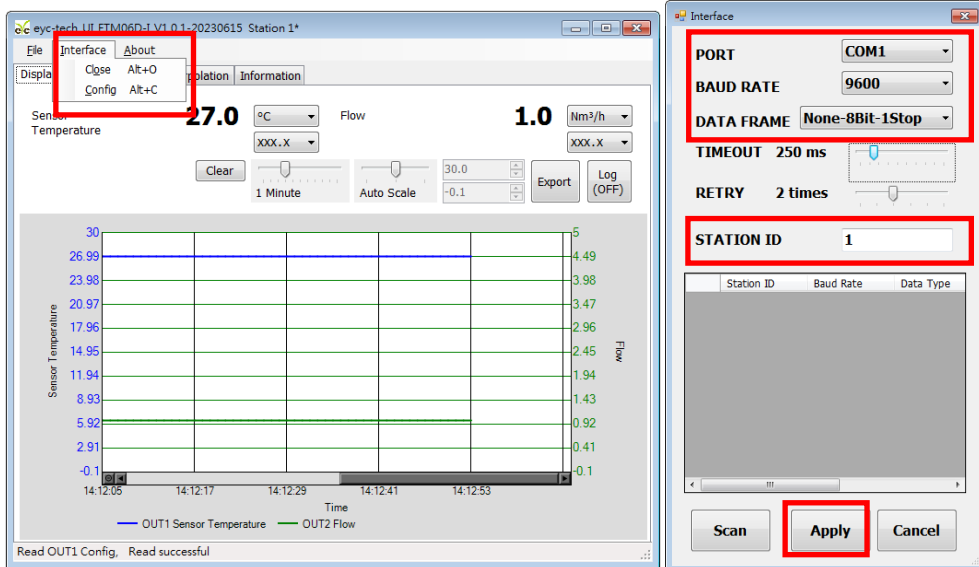 eyc-tech UI FTM06D-I V1.0.1-20230615 Station 1*
File Interface About
Close Alt+O
Config Alt+C
Information
Sensor Temperature
27.0
°C
XXX.X
Flow
1.0
Nm³/h
XXX.X
Clear
1 Minute
Auto Scale
30.0
-0.1
Export
Log
(OFF)
30
26.99
23.98
20.97
17.96
14.95
11.94
8.93
5.92
2.91
-0.1
Sensor Temperature
5
4.49
3.98
3.47
2.96
2.45
1.94
1.43
0.92
0.41
-0.1
Flow
14:12:05 14:12:17 14:12:29 14:12:41 14:12:53
Time
OUT1 Sensor Temperature OUT2 Flow
Read OUT1 Config, Read successful
Interface
PORT COM1
BAUD RATE 9600
DATA FRAME None-8Bit-1Stop
TIMEOUT 250 ms
RETRY 2 times
STATION ID 1
Station ID Baud Rate Data Type
Scan Apply Cancel